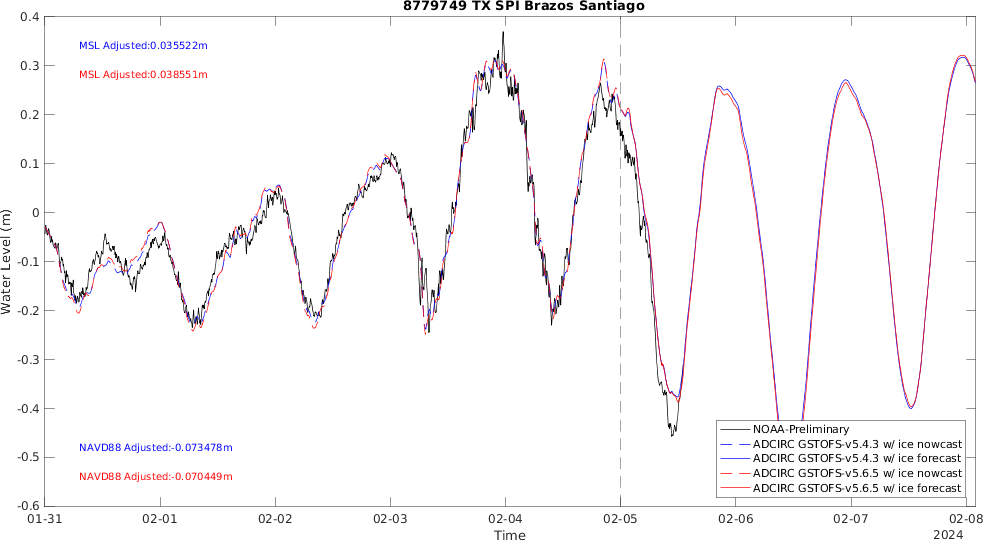 8779749 TX SPI Brazos Santiago
0.4
0.3
0.2
0.1
0
-0.1
-0.2
-0.3
-0.4
-0.5
-0.6
Water Level (m)
MSL Adjusted:0.035522m
MSL Adjusted:0.038551m
NAVD88 Adjusted:-0.073478m
NAVD88 Adjusted:-0.070449m
NOAA-Preliminary
ADCIRC GSTOFS-v5.4.3 w/ ice nowcast
ADCIRC GSTOFS-v5.4.3 w/ ice forecast
ADCIRC GSTOFS-v5.6.5 w/ ice nowcast
ADCIRC GSTOFS-v5.6.5 w/ ice forecast
01-31 02-01 02-02 02-03 02-04 02-05 02-06 02-07 02-08
2024
Time